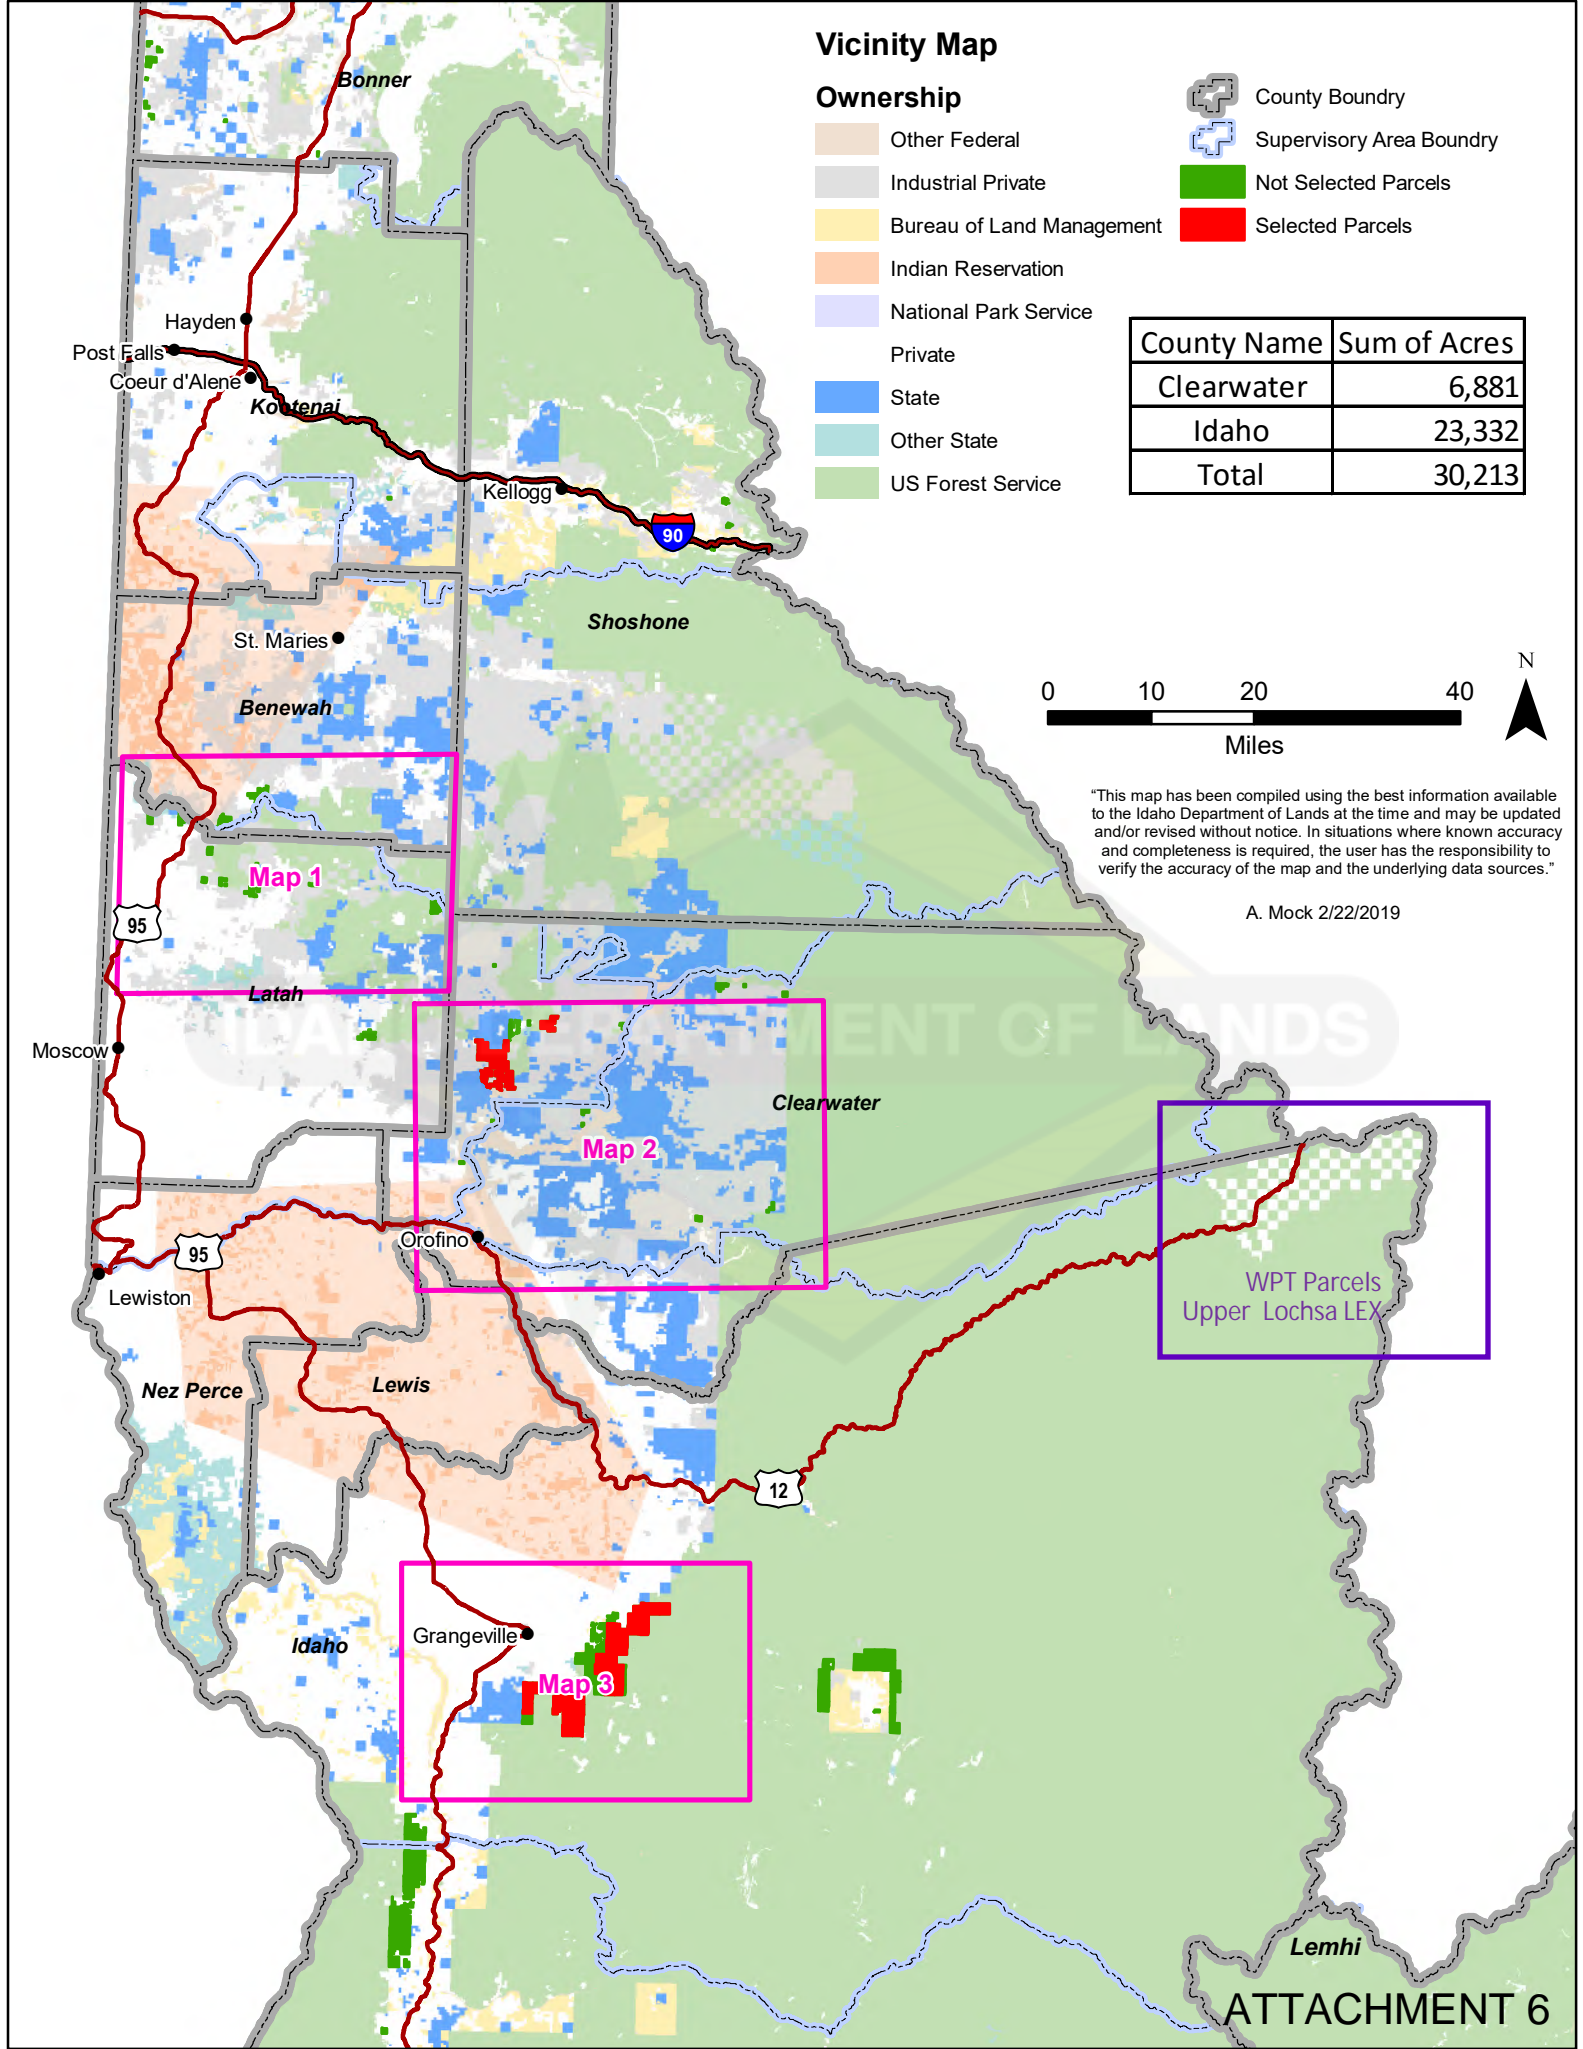 Vicinity Map
Ownership
Other Federal
Industrial Private
Bureau of Land Management
Indian Reservation
National Park Service
Private
State
Other State
US Forest Service
County Boundry
Supervisory Area Boundry
Not Selected Parcels
Selected Parcels
County Name Sum of Acres
Clearwater 6,881
Idaho 23,332
Total 30,213
N
0 10 20 40
Miles
“This map has been compiled using the best information available
to the Idaho Department of Lands at the time and may be updated
and/or revised without notice. In situations where known accuracy
and completeness is required, the user has the responsibility to
verify the accuracy of the map and the underlying data sources.”
A. Mock 2/22/2019
Bonner
Hayden
Post Falls
Coeur d'Alene
Kootenai
Kellogg
90
Shoshone
St. Maries
Benewah
Map 1
95
Latah
IDAHO DEPARTMENT OF LANDS
Moscow
Clearwater
Map 2
Orofino
95
Lewiston
WPT Parcels
Upper Lochsa LEX
Nez Perce
Lewis
12
Idaho
Grangeville
Map 3
Lemhi
ATTACHMENT 6